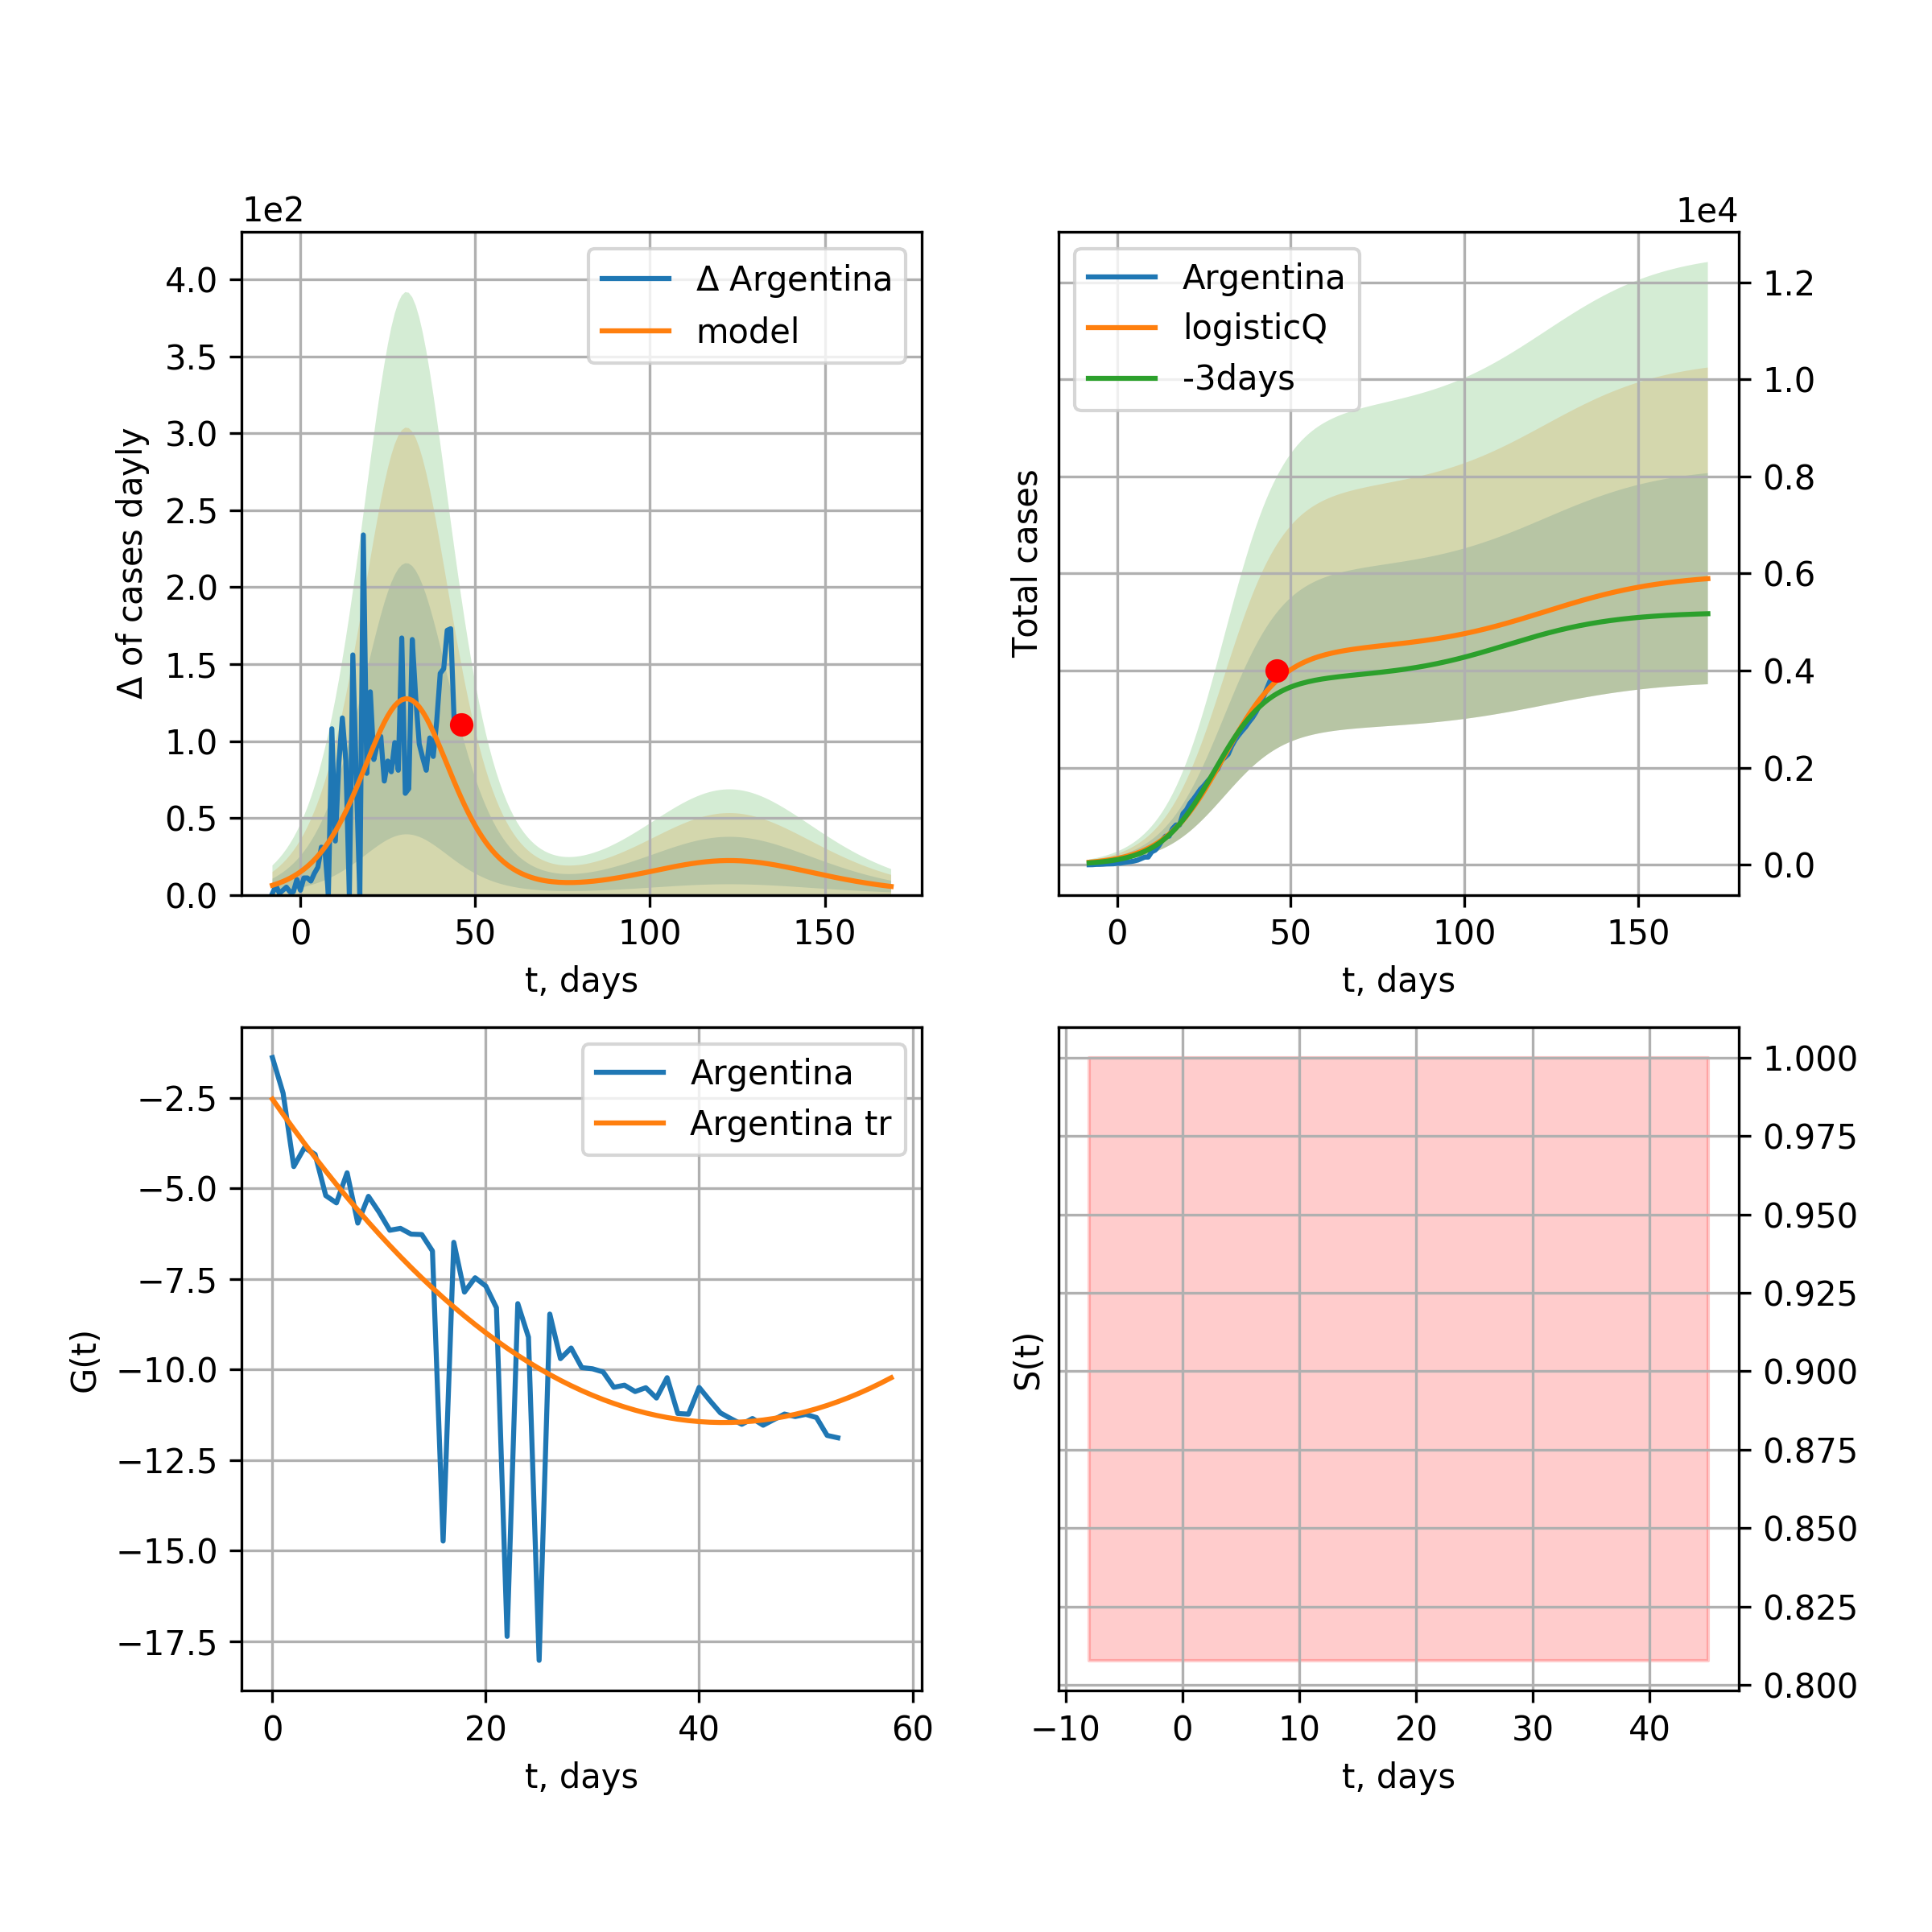 1e2
4.0
3.5
3.0
2.5
2.0
1.5
1.0
0.5
0.0
Δ of cases dayly
Δ Argentina
model
0 50 100 150
t, days
1e4
1.2
1.0
0.8
0.6
0.4
0.2
0.0
Total cases
Argentina
logisticQ
-3days
0 50 100 150
t, days
−2.5
−5.0
−7.5
−10.0
−12.5
−15.0
−17.5
G(t)
Argentina
Argentina tr
0 20 40 60
t, days
1.000
0.975
0.950
0.925
0.900
0.875
0.850
0.825
0.800
S(t)
−10 0 10 20 30 40
t, days